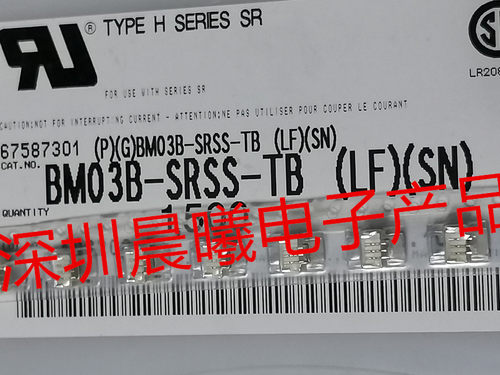 ® TYPE H SERIES SR
FOR USE WITH SERIES SR
CAUTION:NOT FOR INTERRUPTING CURRENT - ATTENTION:NE PAS UTILISER POUR COUPER LE COURANT
67587301 (P)(G)BM03B-SRSS-TB (LF)(SN)
CAT.NO.
BM03B-SRSS-TB (LF)(SN)
QUANTITY
深圳晨曦电子产品